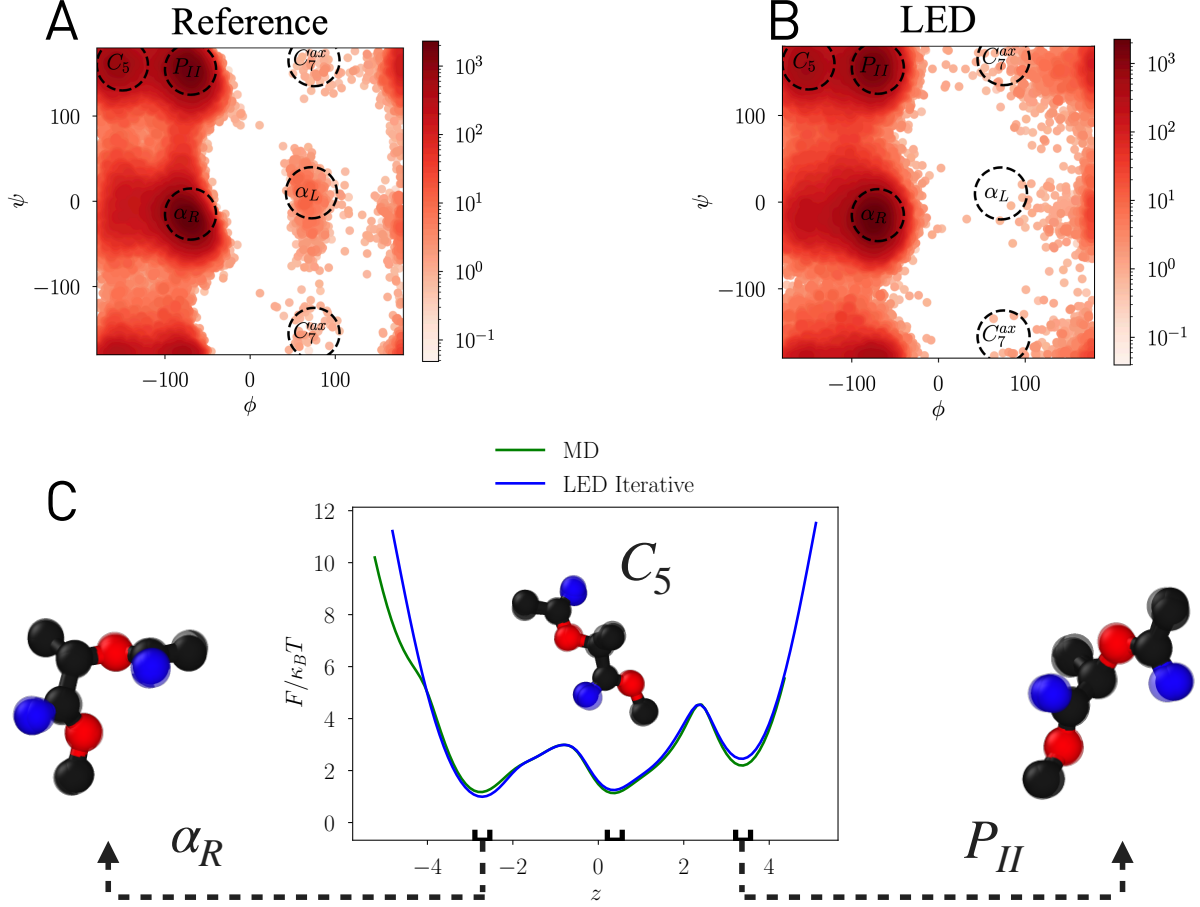 A
Reference
C5
PII
C7ax
αR
αL
C7ax
100
0
−100
ψ
−100
0
100
ϕ
10³
10²
10¹
10⁰
10⁻¹
B
LED
C5
PII
C7ax
αR
αL
C7ax
100
0
−100
ψ
−100
0
100
ϕ
10³
10²
10¹
10⁰
10⁻¹
MD
LED Iterative
C
C5
12
10
8
6
4
2
0
F/κBT
−4
−2
0
2
4
z
αR
PII